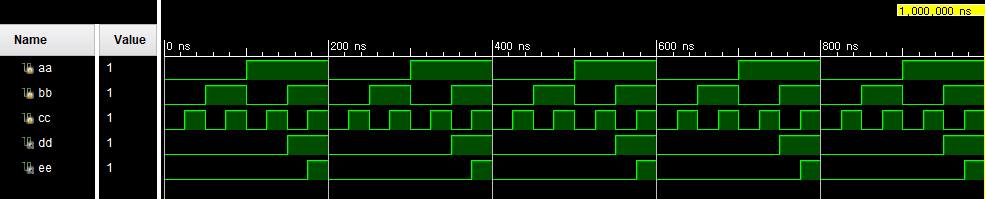 1,000,000 ns
Name Value
0 ns 200 ns 400 ns 600 ns 800 ns
aa 1
bb 1
cc 1
dd 1
ee 1